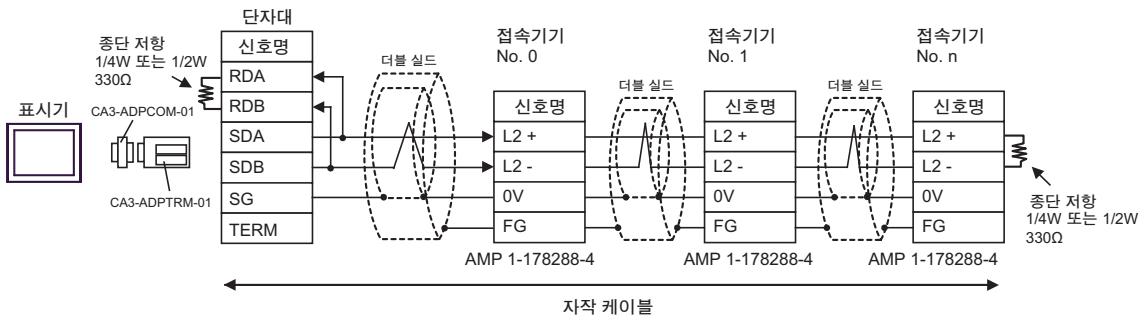 단자대
종단 저항
1/4W 또는 1/2W
330Ω
표시기
CA3-ADPCOM-01
CA3-ADPTRM-01
신호명
RDA
RDB
SDA
SDB
SG
TERM
더블 실드
접속기기
No. 0
신호명
L2 +
L2 -
0V
FG
AMP 1-178288-4
더블 실드
접속기기
No. 1
신호명
L2 +
L2 -
0V
FG
AMP 1-178288-4
더블 실드
접속기기
No. n
신호명
L2 +
L2 -
0V
FG
AMP 1-178288-4
종단 저항
1/4W 또는 1/2W
330Ω
자작 케이블